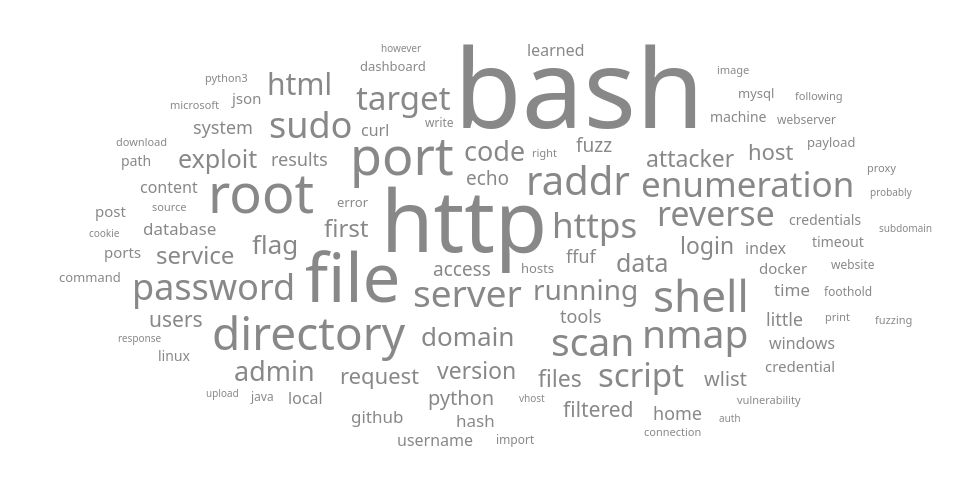 however
learned
bash
dashboard
image
python3
html
target
mysql
following
microsoft
json
write
machine
webserver
system
sudo
curl
download
port
code
right
fuzz
payload
path
exploit
results
attacker
host
echo
raddr
enumeration
proxy
content
root
error
http
probably
post
source
reverse
credentials
cookie
database
first
https
subdomain
ports
service
flag
login
index
timeout
ffuf
data
command
password
file
access
hosts
docker
website
server
running
shell
time
foothold
users
tools
little
print
fuzzing
response
directory
domain
scan
nmap
windows
linux
admin
request
version
files
script
wlist
credential
upload
java
local
python
vhost
filtered
home
vulnerability
auth
github
hash
connection
username
import